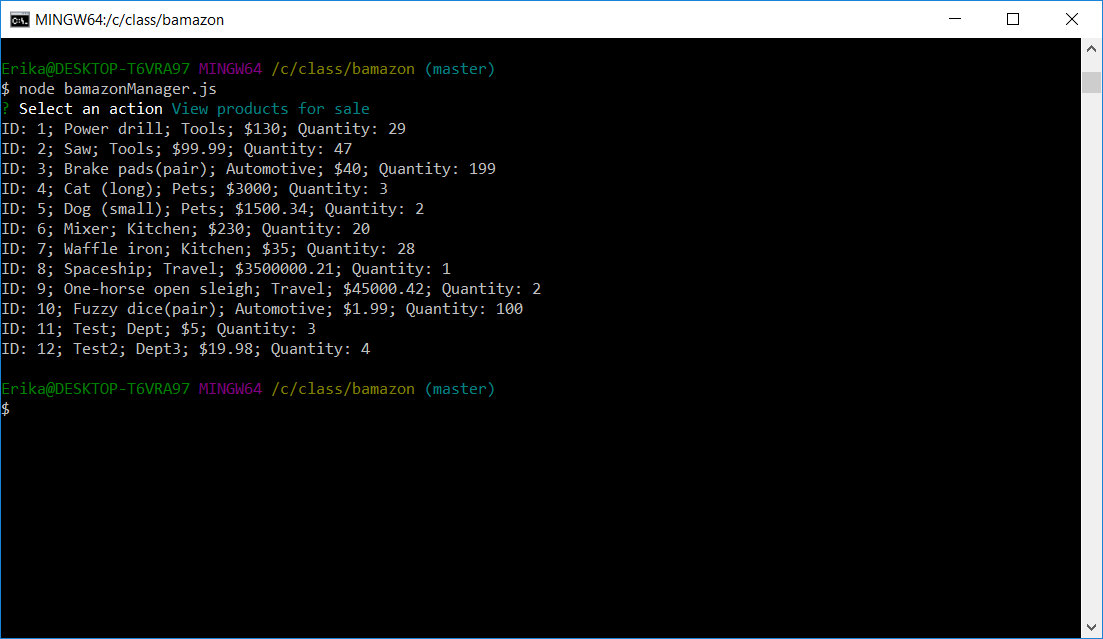 MINGW64:/c/class/bamazon
Erika@DESKTOP-T6VRA97 MINGW64 /c/class/bamazon (master)
$ node bamazonManager.js
? Select an action View products for sale
ID: 1; Power drill; Tools; $130; Quantity: 29
ID: 2; Saw; Tools; $99.99; Quantity: 47
ID: 3; Brake pads(pair); Automotive; $40; Quantity: 199
ID: 4; Cat (long); Pets; $3000; Quantity: 3
ID: 5; Dog (small); Pets; $1500.34; Quantity: 2
ID: 6; Mixer; Kitchen; $230; Quantity: 20
ID: 7; Waffle iron; Kitchen; $35; Quantity: 28
ID: 8; Spaceship; Travel; $3500000.21; Quantity: 1
ID: 9; One-horse open sleigh; Travel; $45000.42; Quantity: 2
ID: 10; Fuzzy dice(pair); Automotive; $1.99; Quantity: 100
ID: 11; Test; Dept; $5; Quantity: 3
ID: 12; Test2; Dept3; $19.98; Quantity: 4
Erika@DESKTOP-T6VRA97 MINGW64 /c/class/bamazon (master)
$